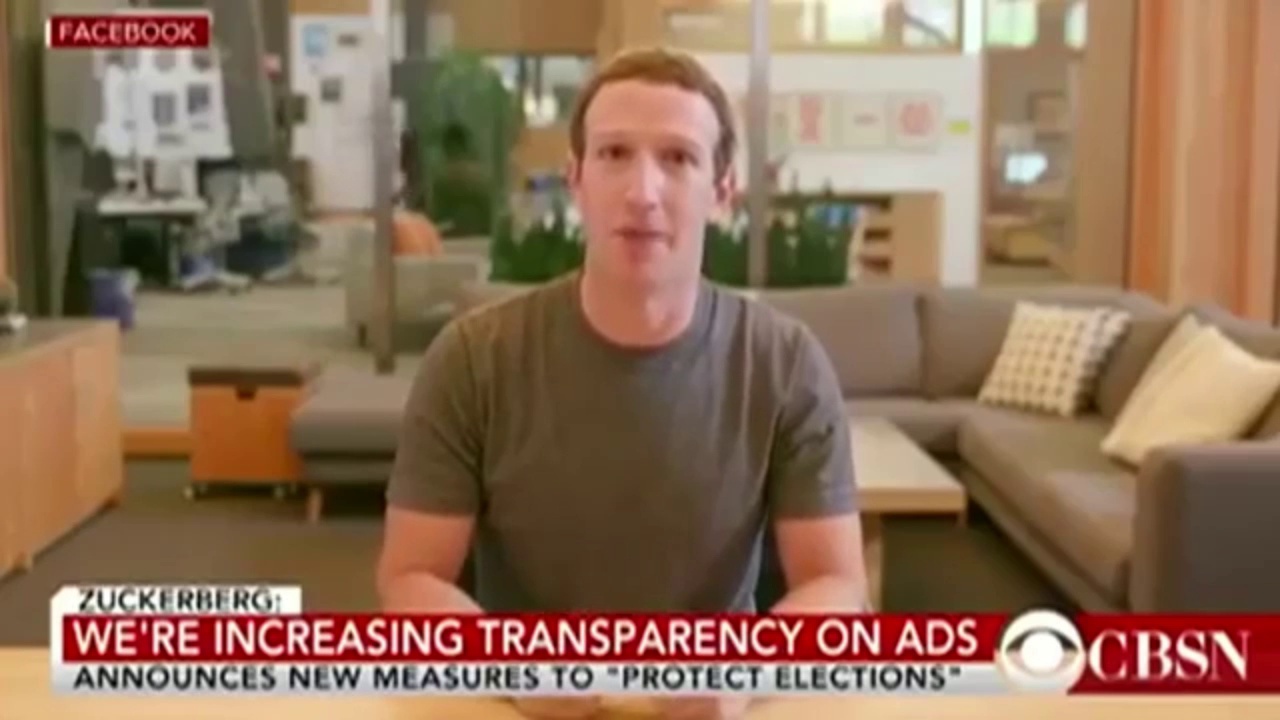 FACEBOOK
ZUCKERBERG:
WE'RE INCREASING TRANSPARENCY ON ADS
ANNOUNCES NEW MEASURES TO "PROTECT ELECTIONS"
CBSN